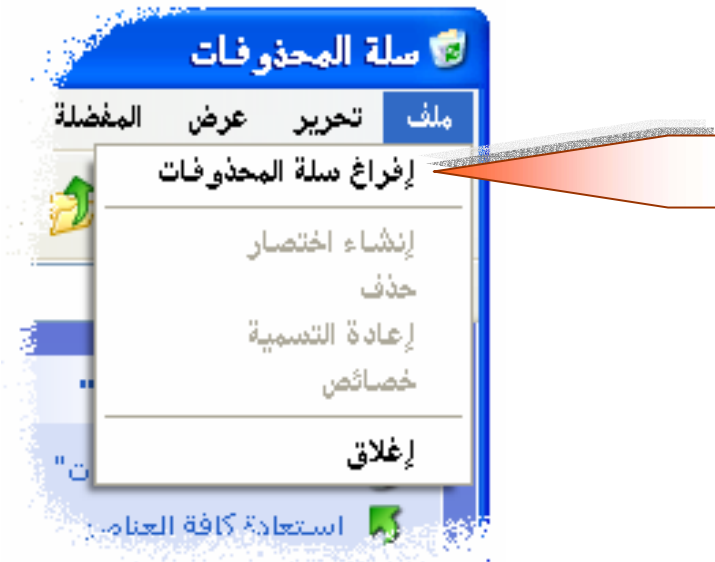 سلة المحذوفات
ملف تحرير عرض المفضلة
إفراغ سلة المحذوفات
إنشاء اختصار
حذف
إعادة التسمية
خصائص
إغلاق
استعادة كافة العناصر